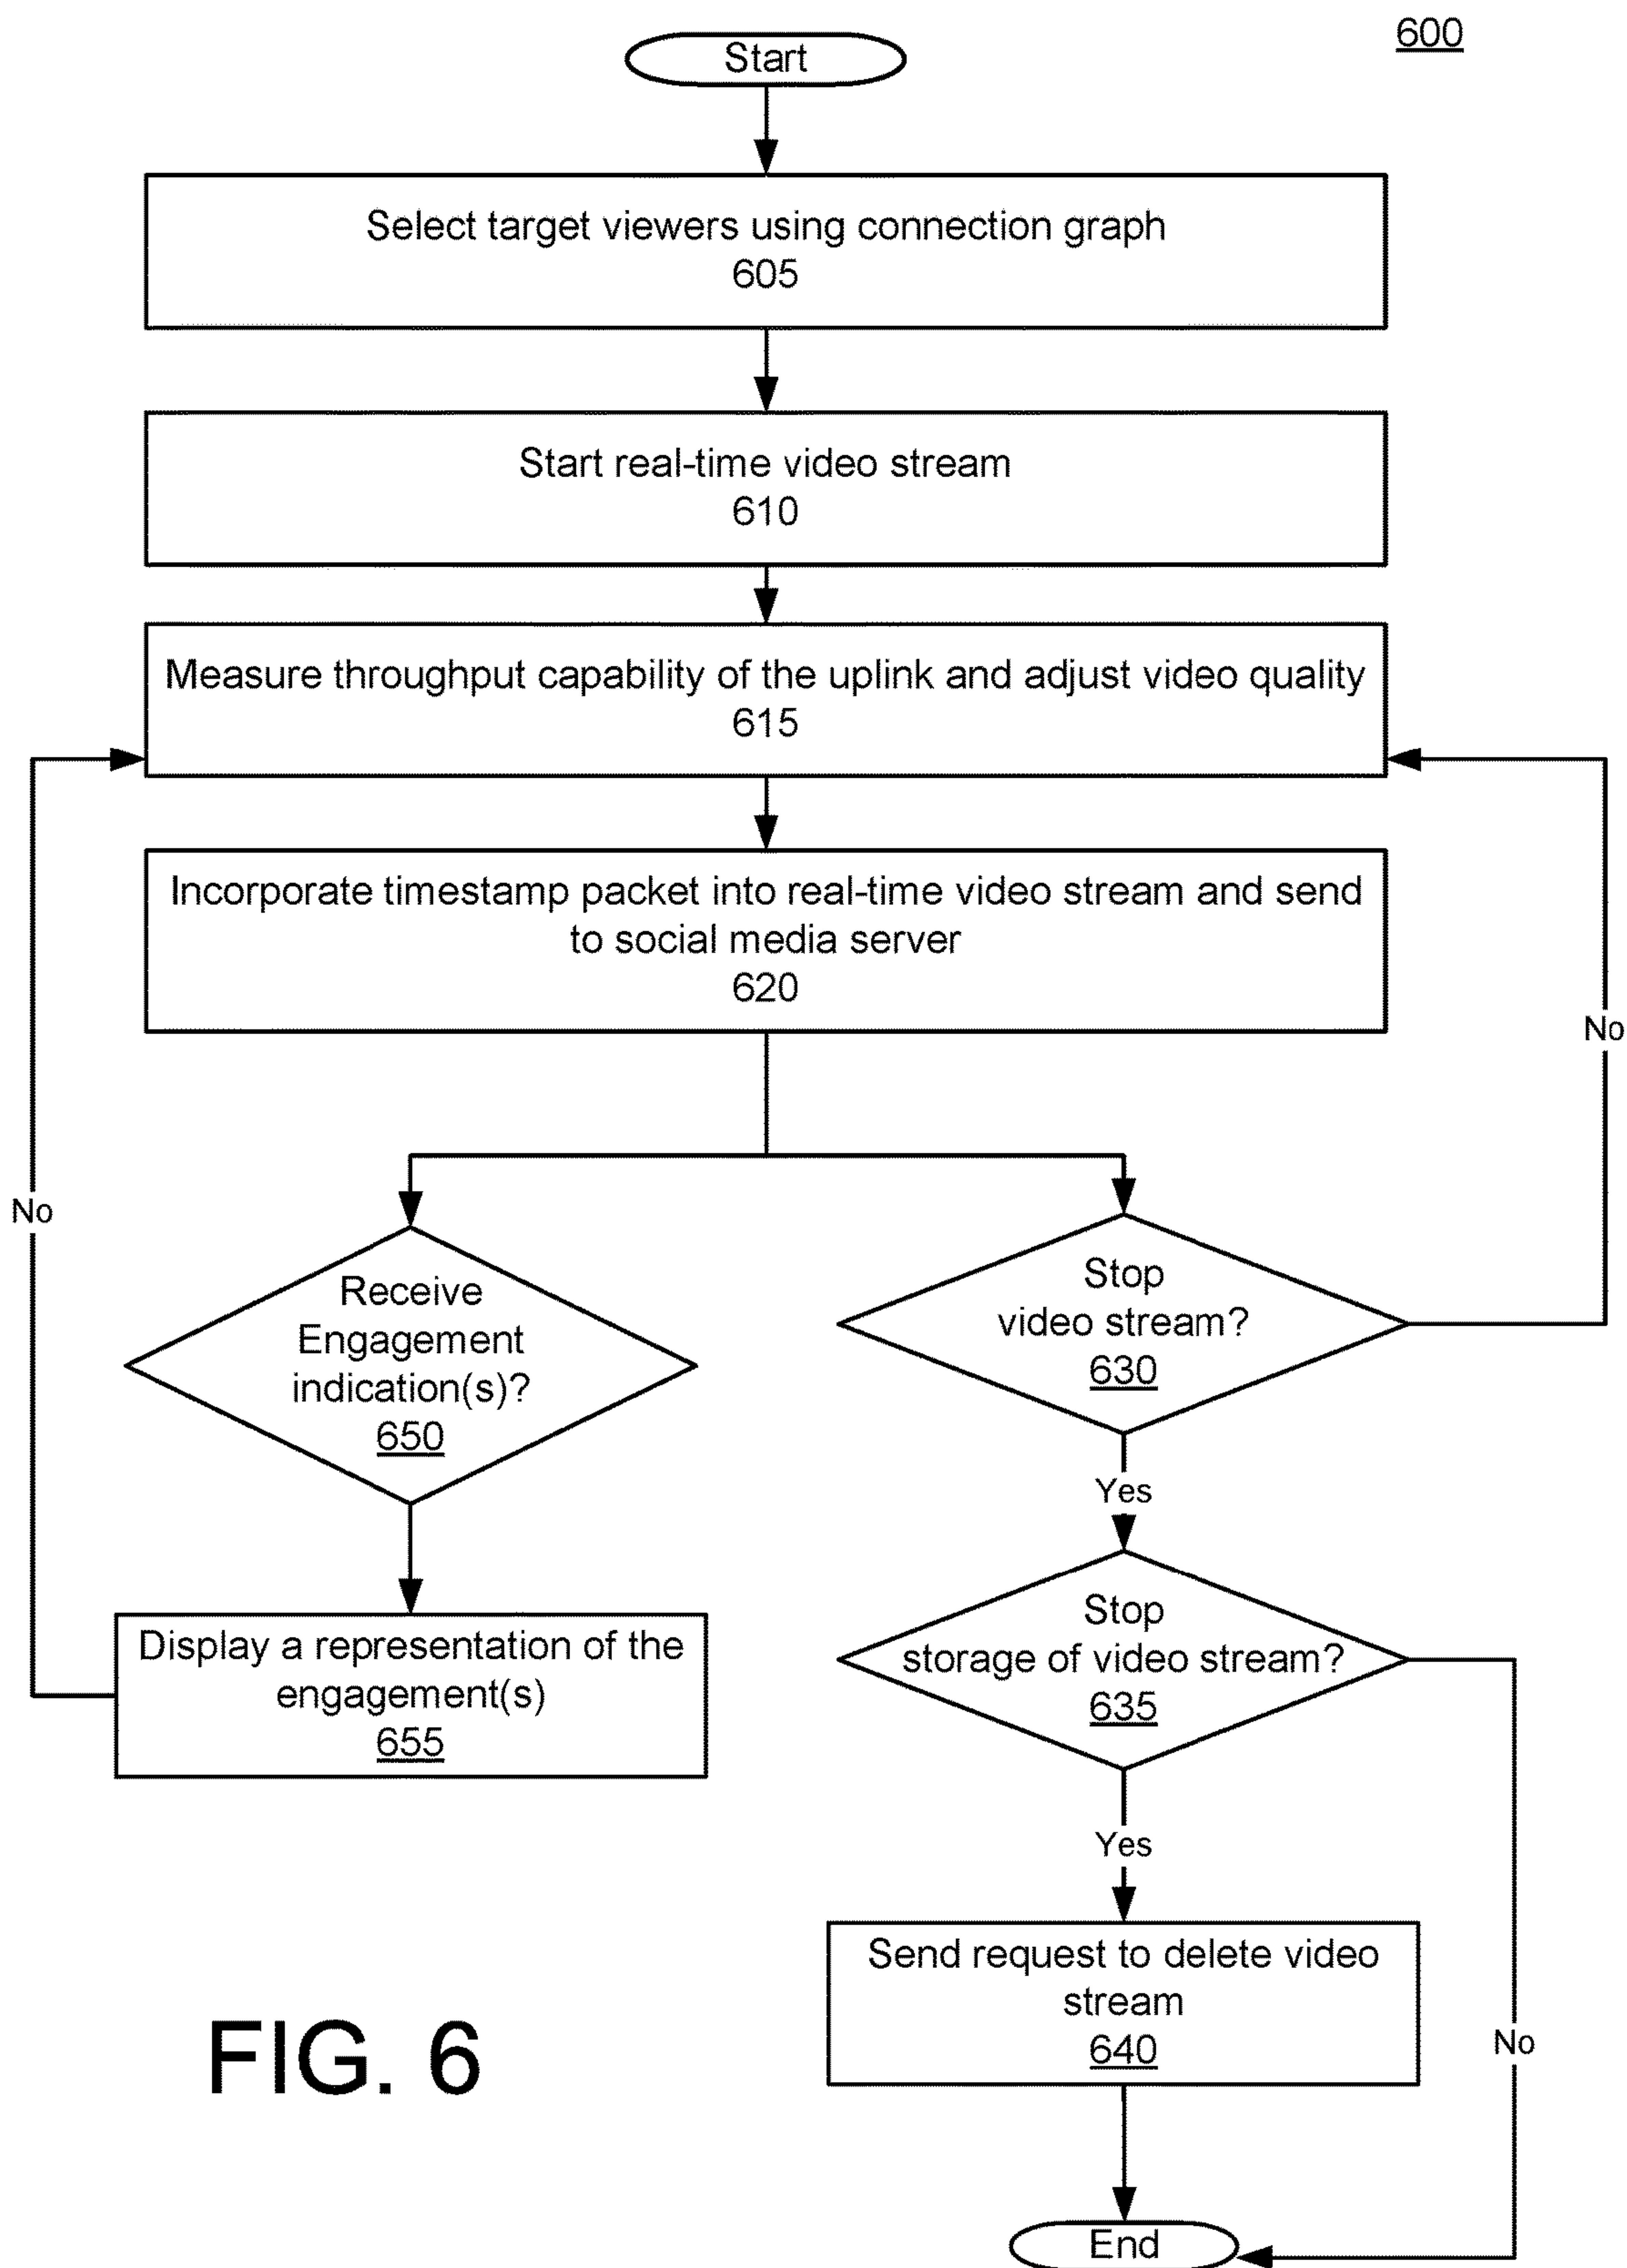 600
Start
Select target viewers using connection graph
605
Start real-time video stream
610
Measure throughput capability of the uplink and adjust video quality
615
Incorporate timestamp packet into real-time video stream and send
to social media server
620
No
No
Receive
Engagement
indication(s)?
650
Stop
video stream?
630
Yes
Display a representation of the
engagement(s)
655
Stop
storage of video stream?
635
Yes
Send request to delete video
stream
640
No
End
FIG. 6